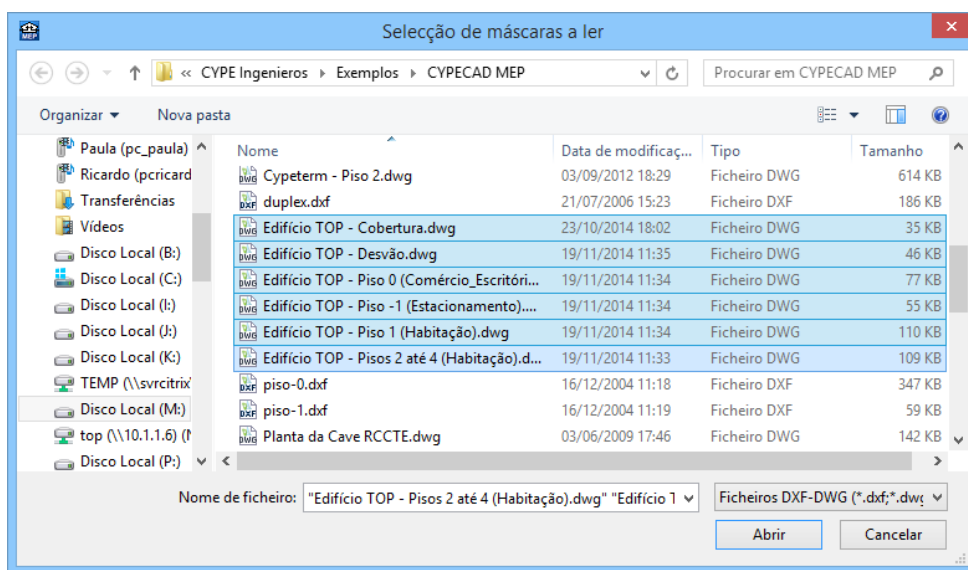 MEP
Selecção de máscaras a ler
« CYPE Ingenieros Exemplos CYPECAD MEP
Procurar em CYPECAD MEP
Organizar Nova pasta
Nome Data de modificaç... Tipo Tamanho
Paula (pc_paula)
Ricardo (pcricard
Transferências
Vídeos
Disco Local (B:)
Disco Local (C:)
Disco Local (I:)
Disco Local (J:)
Disco Local (K:)
TEMP (\\svrcitrix
Disco Local (M:)
top (\\10.1.1.6) (
Disco Local (P:)
Cypeterm - Piso 2.dwg 03/09/2012 18:29 Ficheiro DWG 614 KB
duplex.dxf 21/07/2006 15:23 Ficheiro DXF 186 KB
Edifício TOP - Cobertura.dwg 23/10/2014 18:02 Ficheiro DWG 35 KB
Edifício TOP - Desvão.dwg 19/11/2014 11:35 Ficheiro DWG 46 KB
Edifício TOP - Piso 0 (Comércio_Escritóri... 19/11/2014 11:34 Ficheiro DWG 77 KB
Edifício TOP - Piso -1 (Estacionamento).... 19/11/2014 11:34 Ficheiro DWG 55 KB
Edifício TOP - Piso 1 (Habitação).dwg 19/11/2014 11:34 Ficheiro DWG 110 KB
Edifício TOP - Pisos 2 até 4 (Habitação).d... 19/11/2014 11:33 Ficheiro DWG 109 KB
piso-0.dxf 16/12/2004 11:18 Ficheiro DXF 347 KB
piso-1.dxf 16/12/2004 11:19 Ficheiro DXF 59 KB
Planta da Cave RCCTE.dwg 03/06/2009 17:46 Ficheiro DWG 142 KB
Nome de ficheiro: "Edifício TOP - Pisos 2 até 4 (Habitação).dwg" "Edifício T
Ficheiros DXF-DWG (*.dxf;*.dwg
Abrir Cancelar